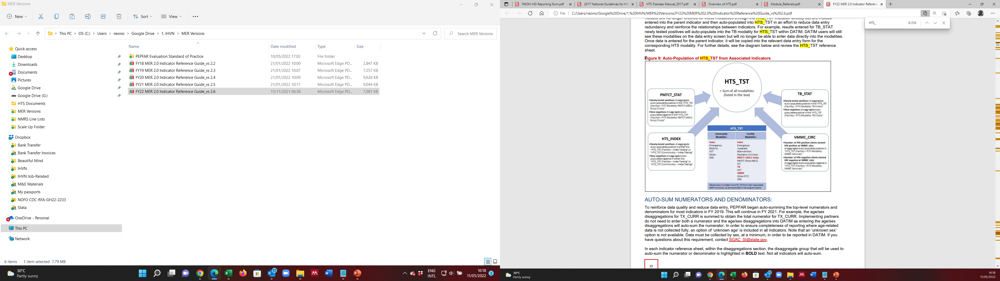 MER Versions
New
Sort
View
This PC
OS (C:)
Users
neono
Google Drive
1. IHVN
MER Versions
Search MER Versions
Quick access
Desktop
Downloads
Documents
Pictures
Google Drive
Google Drive (G:)
HTS Documents
MER Versions
NMRS Line Lists
Scale Up Folder
Dropbox
Bank Transfer
Bank Transfer Invoices
Beautiful Mind
IHVN
IHVN Job-Related
M&E Materials
My passports
NOFO CDC-RFA-GH22-2233
Stata
OneDrive - Personal
This PC
Network
Name Date modified Type Size
PEPFAR Evaluation Standard of Practice 10/05/2022 17:02 File folder
FY18 MER 2.0 Indicator Reference Guide_vs 2.2 21/01/2022 10:00 Microsoft Edge PD... 2,847 KB
FY19 MER 2.0 Indicator Reference Guide_vs 2.3 21/01/2022 10:07 Microsoft Edge PD... 7,257 KB
FY20 MER 2.0 Indicator Reference Guide_vs 2.4 21/01/2022 10:09 Microsoft Edge PD... 9,628 KB
FY21 MER 2.0 Indicator Reference Guide_vs 2.5 21/01/2022 10:11 Microsoft Edge PD... 9,044 KB
FY22 MER 2.0 Indicator Reference Guide_vs 2.6 15/11/2021 06:38 Microsoft Edge PD... 7,981 KB
6 items 1 item selected 7.79 MB
30°C
Partly sunny
ENG
INTL
16:18
11/05/2022
3
FMOH-HEI Reporting form.pdf
2017 National Guidelines for HIV
HTS Trainees Manual_2017.pdf
Overview of HTS.pdf
Module_Referrals.pdf
FY22 MER 2.0 Indicator Referenc
File C:/Users/neono/Google%20Drive/1.%20IHVN/MER%20Versions/FY22%20MER%202.0%20Indicator%20Reference%20Guide_vs%202.6.pdf
HTS_ 8/256
Results are no longer entered for these modalities through the HTS_TST indicator directly but are instead
entered into the parent indicator and then auto-populated into HTS_TST in an effort to reduce data entry
redundancy and reinforce the relationships between indicators. For example, results entered for TB_STAT
newly tested positives will auto-populate into the TB modality for HTS_TST within DATIM. DATIM users will still
see these modalities on the data entry screen but will no longer be able to enter data directly into the modalities.
Once data is entered for the parent indicator, it will be copied into the relevant data entry form for the
corresponding HTS modality. For further details, see the diagram below and review the HTS_TST reference
sheet.
Figure 9: Auto-Population of HTS_TST from Associated Indicators
HTS_TST
= Sum of all modalities
(listed in the box)
PMTCT_STAT
•Newly tested positives disaggregate
auto-populates positive in the "HTS_TST
(Facility) – PITC Modality: PMTCT (ANC1-
Only) Clinics"
•New negatives disaggregate auto-
populates negative in the "HTS_TST
(Facility) – PITC Modality: PMTCT (ANC1-
Only) Clinics"
TB_STAT
•Newly tested positives disaggregate
auto-populates positive in the "HTS_TST
(Facility) – PITC Modality: TB Clinics"
•New negatives disaggregate auto-
populates positive in the "HTS_TST
(Facility) – PITC Modality: TB Clinics"
HTS_INDEX
•Newly tested positives disaggregate
auto-populates positive in either the
"HTS_TST (Facility) – Index Testing" or
"HTS_TST (Community) – Index Testing"
•New negatives disaggregate auto-
populates negative in either the
"HTS_TST (Facility) – Index Testing" or
"HTS_TST (Community) – Index Testing"
HTS_TST
Community
Modalities
Index
Emergency
Mobile
VCT
Other
SNS
Facility
Modalities
Index
Emergency
Inpatient
Malnutrition
Pediatric (<5 Clinic)
PMTCT (ANC1-Only)
PMTCT (Post ANC1)
STI
TB
VCT
VMMC
Other PITC
SNS
Modalities in red feed into HTS_TST from their associated
MER indicators, as demonstrated in the diagram above.
VMMC_CIRC
•Number of HIV-positive clients (tested
HIV positive at VMMC site)
disaggregate auto-populates positive in
"HTS_TST (Facility) – PITC Modality:
VMMC Services"
•Number of HIV-negative clients (tested
HIV negative at VMMC site)
disaggregate auto-populates negative in
"HTS_TST (Facility) – PITC Modality:
VMMC Services"
AUTO-SUM NUMERATORS AND DENOMINATORS:
To reinforce data quality and reduce data entry, PEPFAR began auto-summing the top-level numerators and
denominators for most indicators in FY 2019. This will continue in FY 2021. For example, the age/sex
disaggregations for TX_CURR is summed to obtain the total numerator for TX_CURR. Implementing partners
do not need to enter both a numerator and the age/sex disaggregations into DATIM as entering the age/sex
disaggregations will auto-sum the numerator. In order to ensure completeness of reporting where age-related
data is not collected fully, an option of ‘unknown age’ is included in all indicators. Note that an ‘unknown sex’
option is not available. Data must be collected by sex, at a minimum, in order to be reported in DATIM. If you
have questions about this requirement, contact SGAC_SI@state.gov.
In each indicator reference sheet, within the disaggregations section, the disaggregate group that will be used to
auto-sum the numerator or denominator is highlighted in BOLD text. Not all indicators will auto-sum.
22
30°C
Partly sunny
16:18
11/05/2022